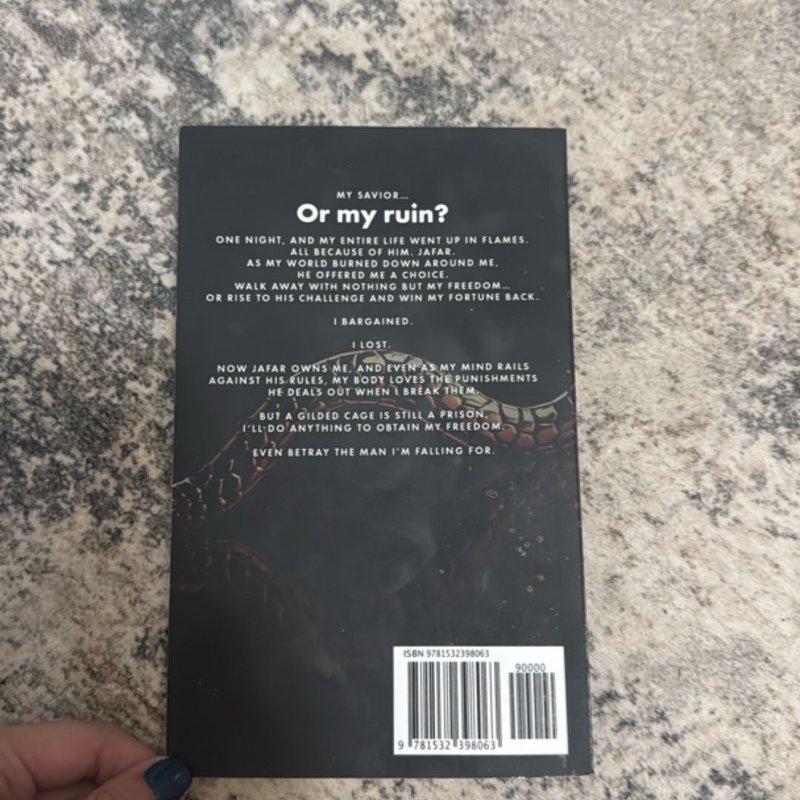 MY SAVIOR...
Or my ruin?
ONE NIGHT, AND MY ENTIRE LIFE WENT UP IN FLAMES.
ALL BECAUSE OF HIM. JAFAR.
AS MY WORLD BURNED DOWN AROUND ME,
HE OFFERED ME A CHOICE.
WALK AWAY WITH NOTHING BUT MY FREEDOM...
OR RISE TO HIS CHALLENGE AND WIN MY FORTUNE BACK.
I BARGAINED.
I LOST.
NOW JAFAR OWNS ME, AND EVEN AS MY MIND RAILS
AGAINST HIS RULES, MY BODY LOVES THE PUNISHMENTS
HE DEALS OUT WHEN I BREAK THEM.
BUT A GILDED CAGE IS STILL A PRISON,
I'LL DO ANYTHING TO OBTAIN MY FREEDOM.
EVEN BETRAY THE MAN I'M FALLING FOR.
ISBN 9781532398063
90000
9 781532 398063